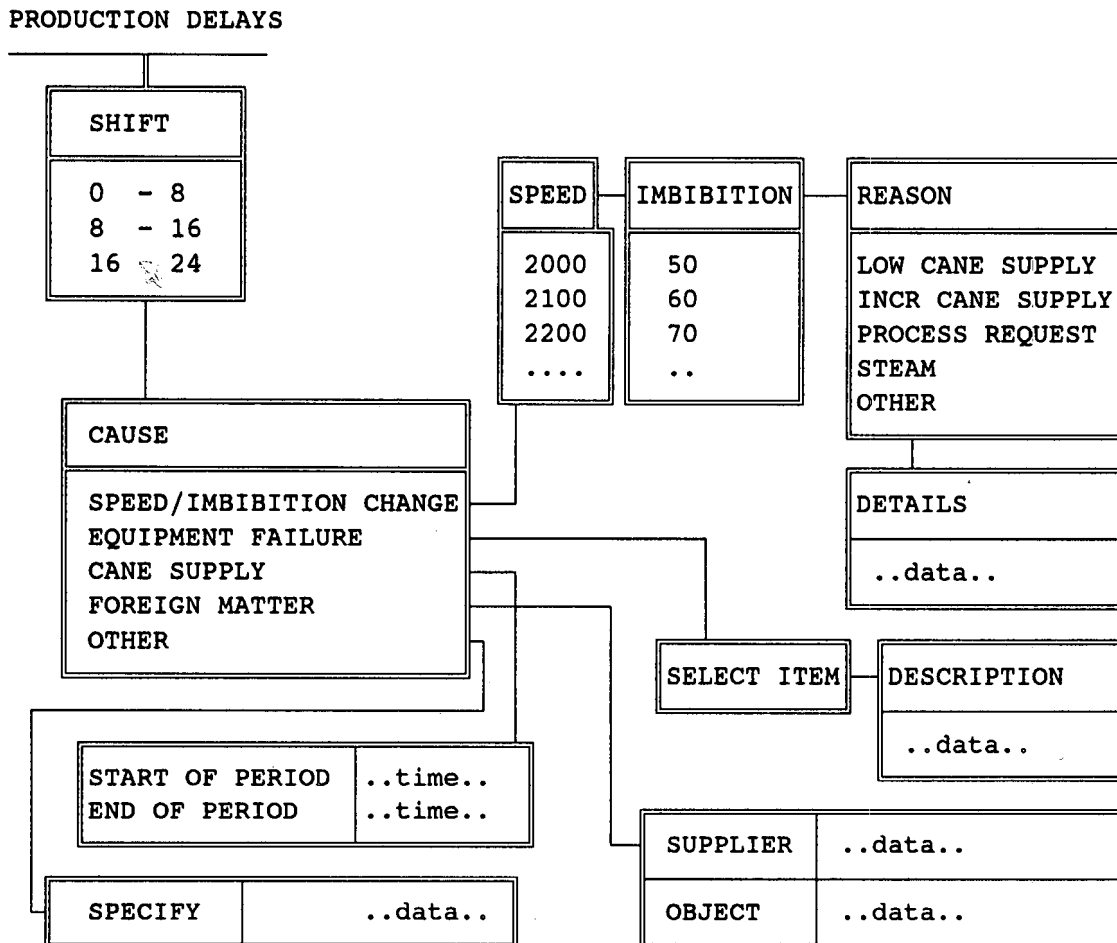 PRODUCTION DELAYS
SHIFT
0 - 8
8 - 16
16 24
SPEED
2000
2100
2200
....
IMBIBITION
50
60
70
..
REASON
LOW CANE SUPPLY
INCR CANE SUPPLY
PROCESS REQUEST
STEAM
OTHER
DETAILS
..data..
CAUSE
SPEED/IMBIBITION CHANGE
EQUIPMENT FAILURE
CANE SUPPLY
FOREIGN MATTER
OTHER
SELECT ITEM
DESCRIPTION
..data..
START OF PERIOD ..time..
END OF PERIOD ..time..
SUPPLIER ..data..
OBJECT ..data..
SPECIFY ..data..